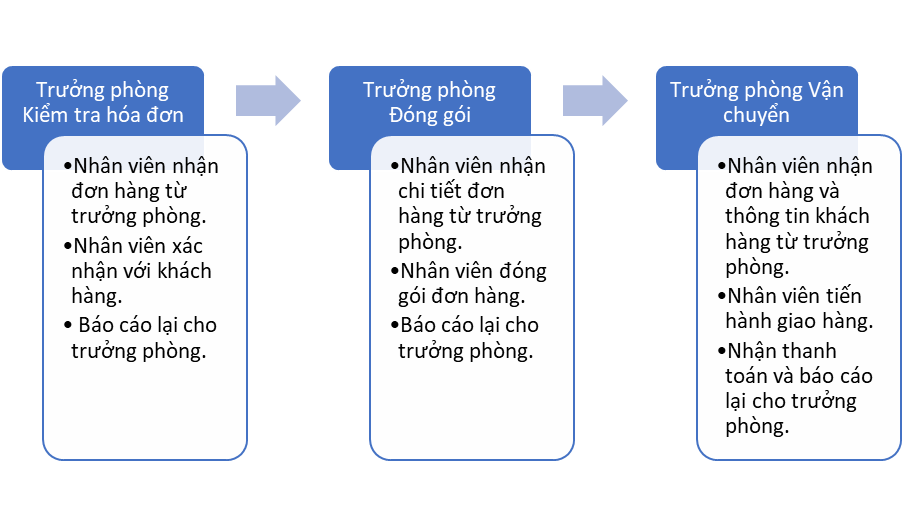 Trưởng phòng
Kiểm tra hóa đơn
•Nhân viên nhận
đơn hàng từ
trưởng phòng.
•Nhân viên xác
nhận với khách
hàng.
• Báo cáo lại cho
trưởng phòng.
Trưởng phòng
Đóng gói
•Nhân viên nhận
chi tiết đơn
hàng từ trưởng
phòng.
•Nhân viên đóng
gói đơn hàng.
•Báo cáo lại cho
trưởng phòng.
Trưởng phòng Vận
chuyển
•Nhân viên nhận
đơn hàng và
thông tin khách
hàng từ trưởng
phòng.
•Nhân viên tiến
hành giao hàng.
•Nhận thanh
toán và báo cáo
lại cho trưởng
phòng.